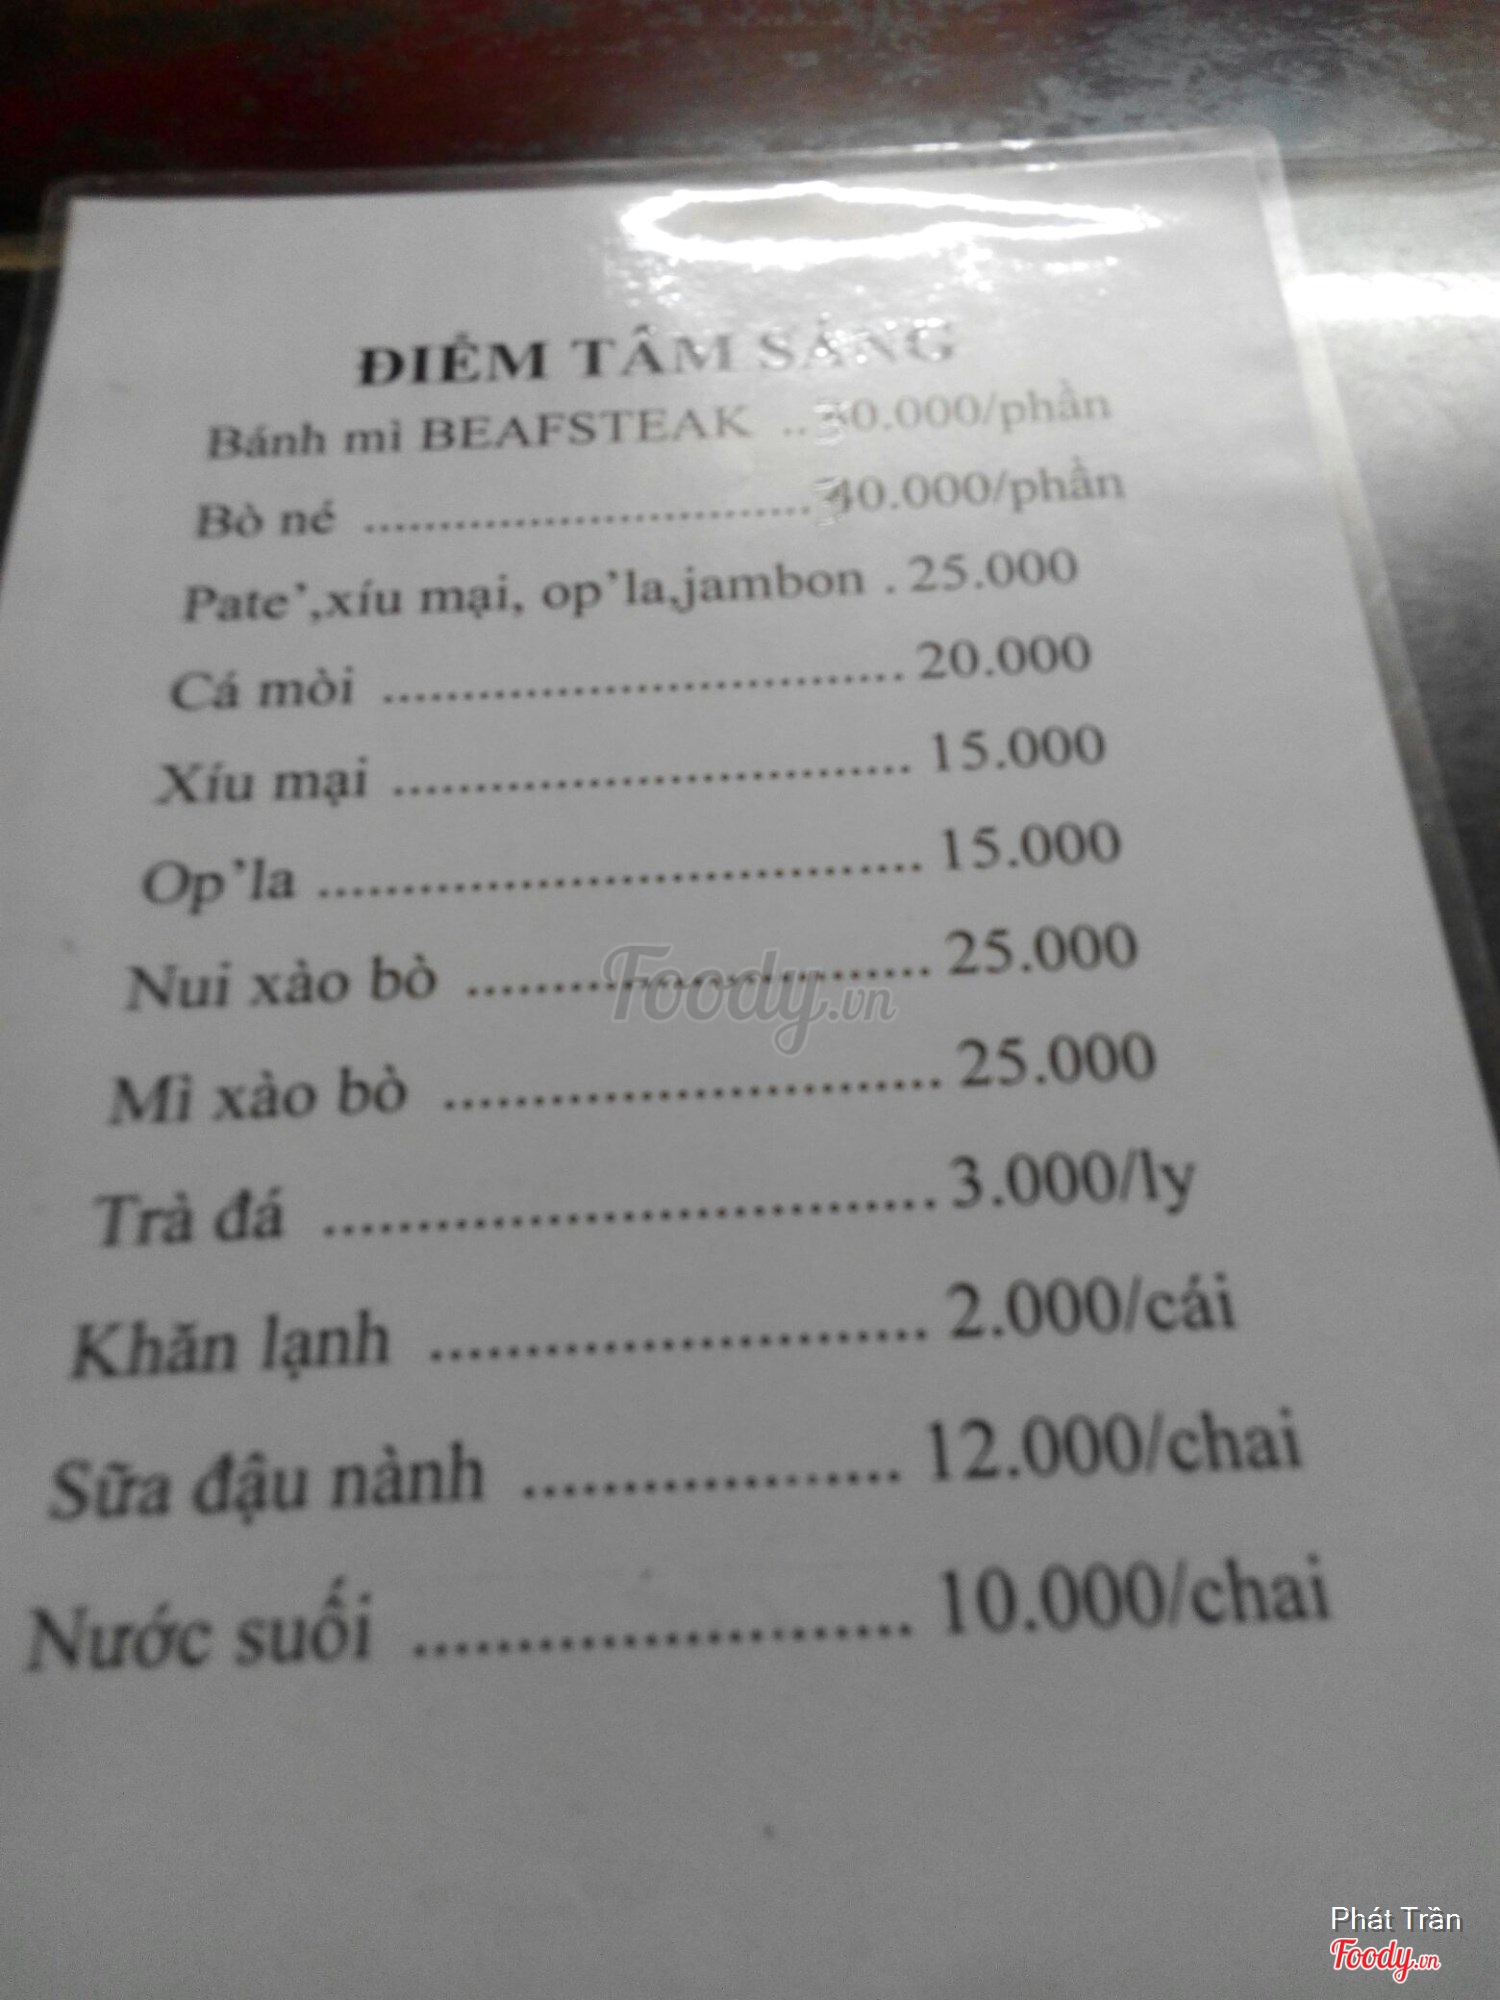 ĐIỂM TÂM SÁNG
Bánh mì BEAFSTEAK ..
Bò né .............................. 40.000/phần
Pate’,xíu mại, op’la,jambon . 25.000
Cá mòi ................................. 20.000
Xíu mại ................................. 15.000
Op’la ..................................... 15.000
Nui xào bò .............................. 25.000
Mì xào bò ................................ 25.000
Trà đá ..................................... 3.000/ly
Khăn lạnh .............................. 2.000/cái
Sữa đậu nành .................... 12.000/chai
Nước suối .......................... 10.000/chai
Foody.vn
Phát Trần
Foody.vn